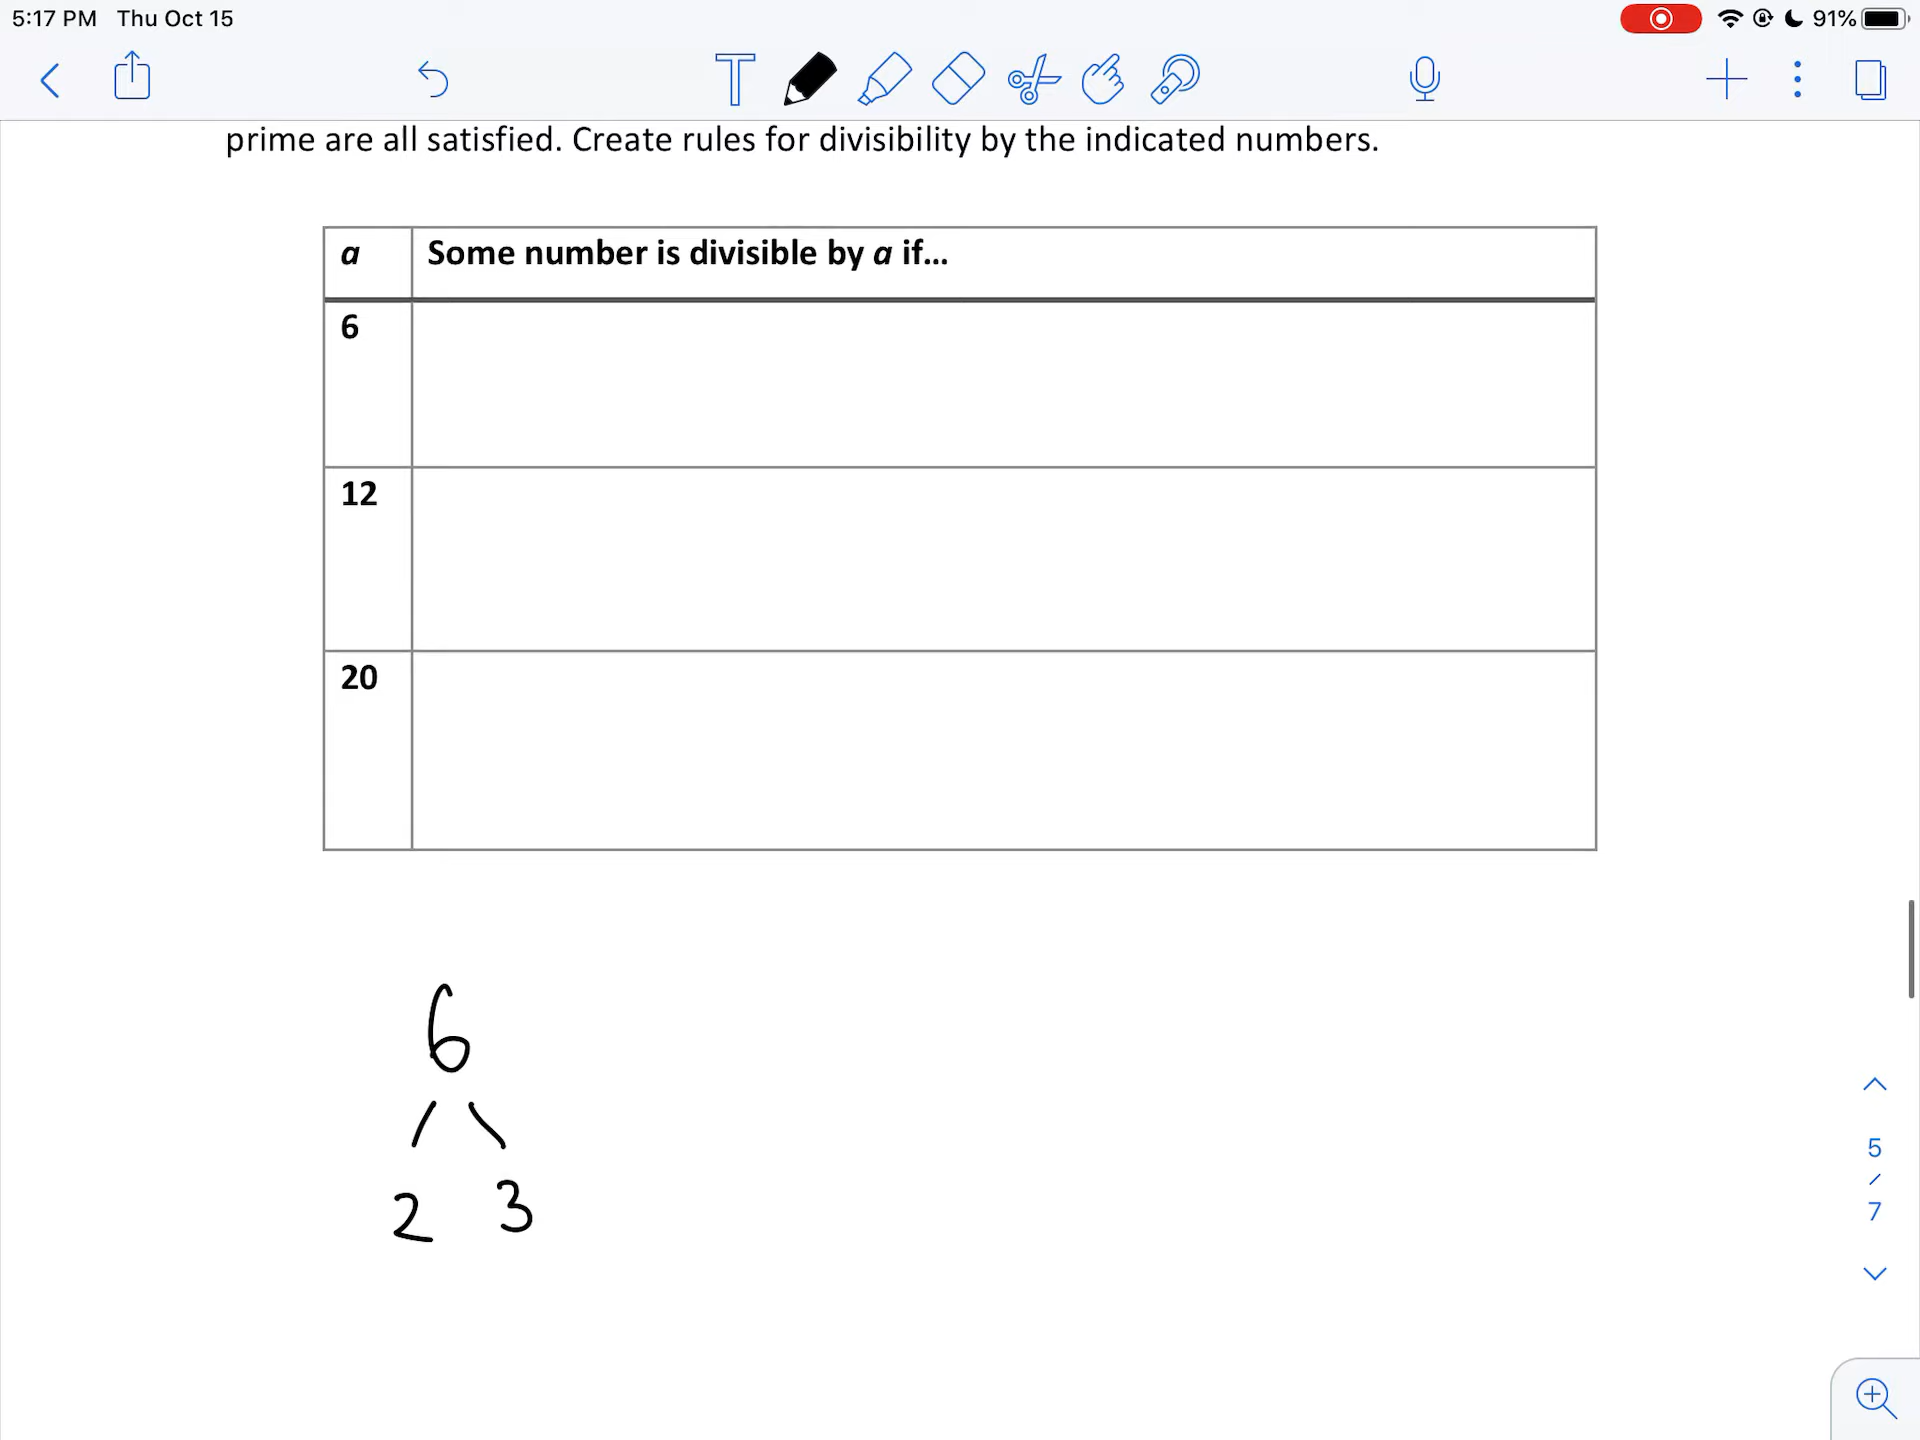 5:17 PM Thu Oct 15 91%
prime are all satisfied. Create rules for divisibility by the indicated numbers.
a Some number is divisible by a if...
6
12
20
6
2 3
5
/
7